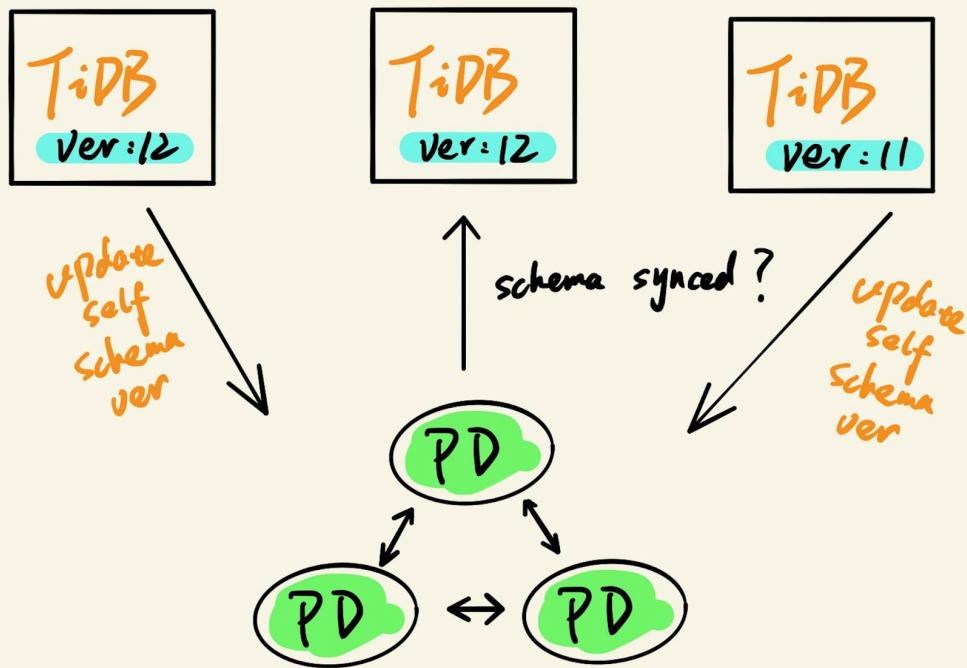 TiDB
ver:12
TiDB
ver:12
TiDB
ver:11
update
self
schema
ver
schema synced?
update
self
schema
ver
PD
PD
PD